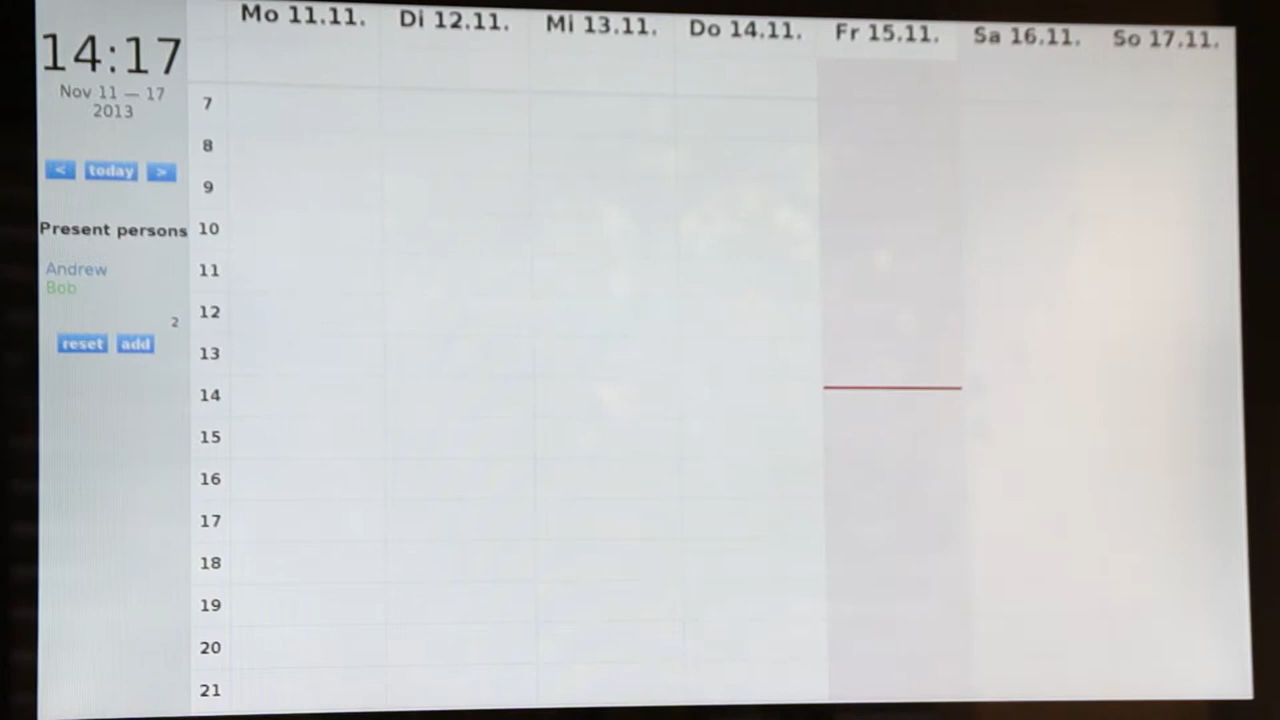 Mo 11.11. Di 12.11. Mi 13.11. Do 14.11. Fr 15.11. Sa 16.11. So 17.11.
14:17
Nov 11 — 17
2013
< today >
Present persons
Andrew
Bob
2
reset add
7
8
9
10
11
12
13
14
15
16
17
18
19
20
21